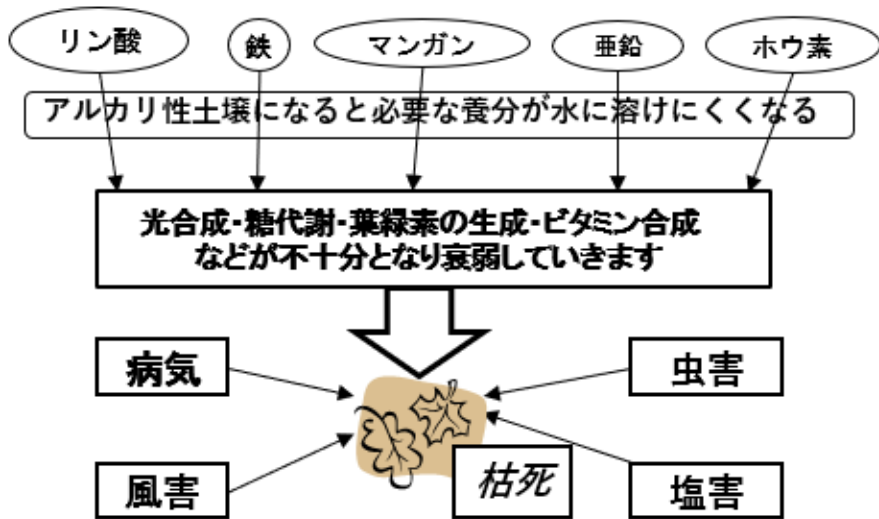 リン酸
鉄
マンガン
亜鉛
ホウ素
アルカリ性土壌になると必要な養分が水に溶けにくくなる
光合成・糖代謝・葉緑素の生成・ビタミン合成
などが不十分となり衰弱していきます
病気
虫害
風害
枯死
塩害